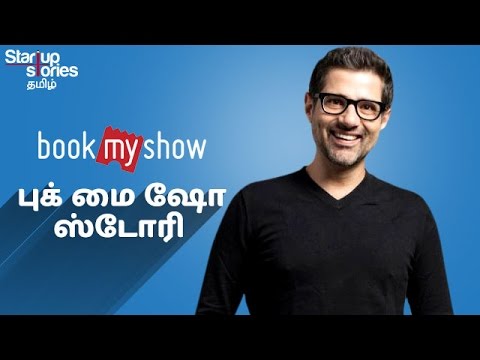 Startup
stories
தமிழ்
bookmyshow
புக் மை ஷோ
ஸ்டோரி